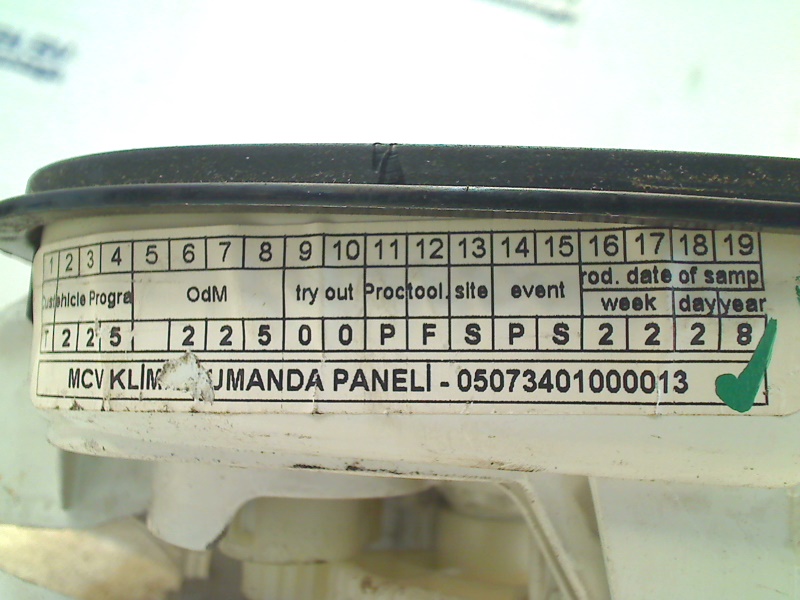 1 2 3 4 5 6 7 8 9 10 11 12 13 14 15 16 17 18 19
ehicle Progra OdM try out Proc tool. site event rod. date of samp
week day year
7 2 2 5 2 2 5 0 0 P F S P S 2 2 2 8
MCV KLİM UMANDA PANELİ - 05073401000013